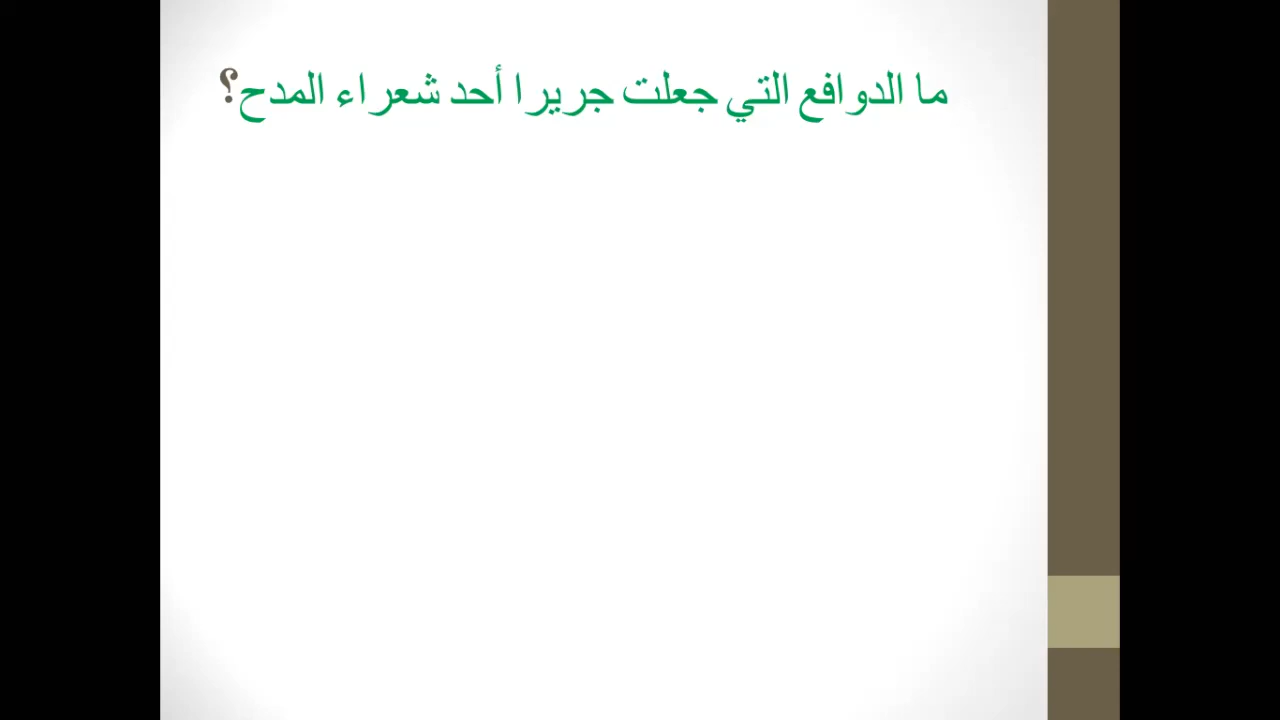 ما الدوافع التي جعلت جريرا أحد شعراء المدح؟